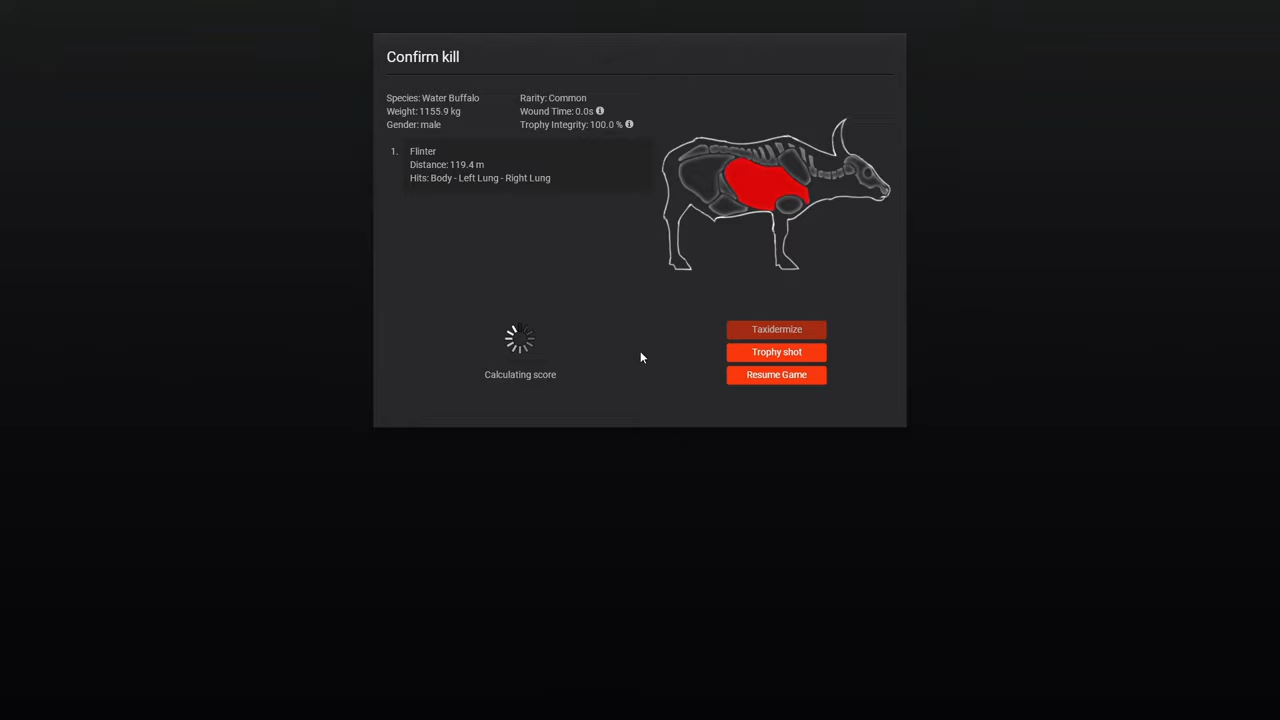 Confirm kill
Species: Water Buffalo
Weight: 1155.9 kg
Gender: male
Rarity: Common
Wound Time: 0.0s
Trophy Integrity: 100.0 %
1. Flinter
Distance: 119.4 m
Hits: Body - Left Lung - Right Lung
Calculating score
Taxidermize
Trophy shot
Resume Game